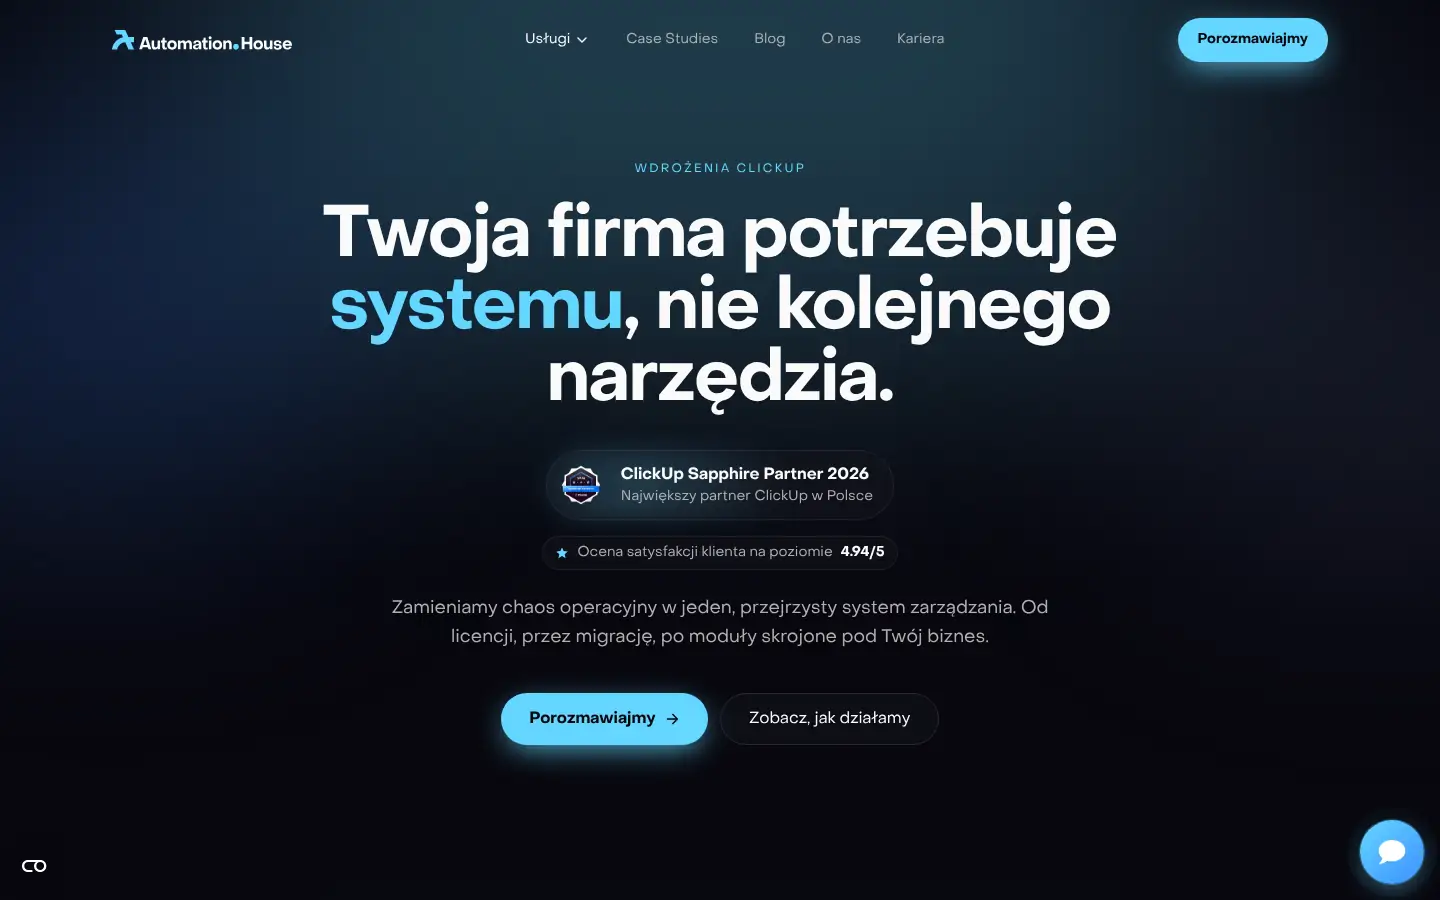 Automation.House
Usługi
Case Studies
Blog
O nas
Kariera
Porozmawiajmy
WDROŻENIA CLICKUP
Twoja firma potrzebuje
systemu, nie kolejnego
narzędzia.
ClickUp Sapphire Partner 2026
Największy partner ClickUp w Polsce
Ocena satysfakcji klienta na poziomie 4.94/5
Zamieniamy chaos operacyjny w jeden, przejrzysty system zarządzania. Od
licencji, przez migrację, po moduły skrojone pod Twój biznes.
Porozmawiajmy →
Zobacz, jak działamy